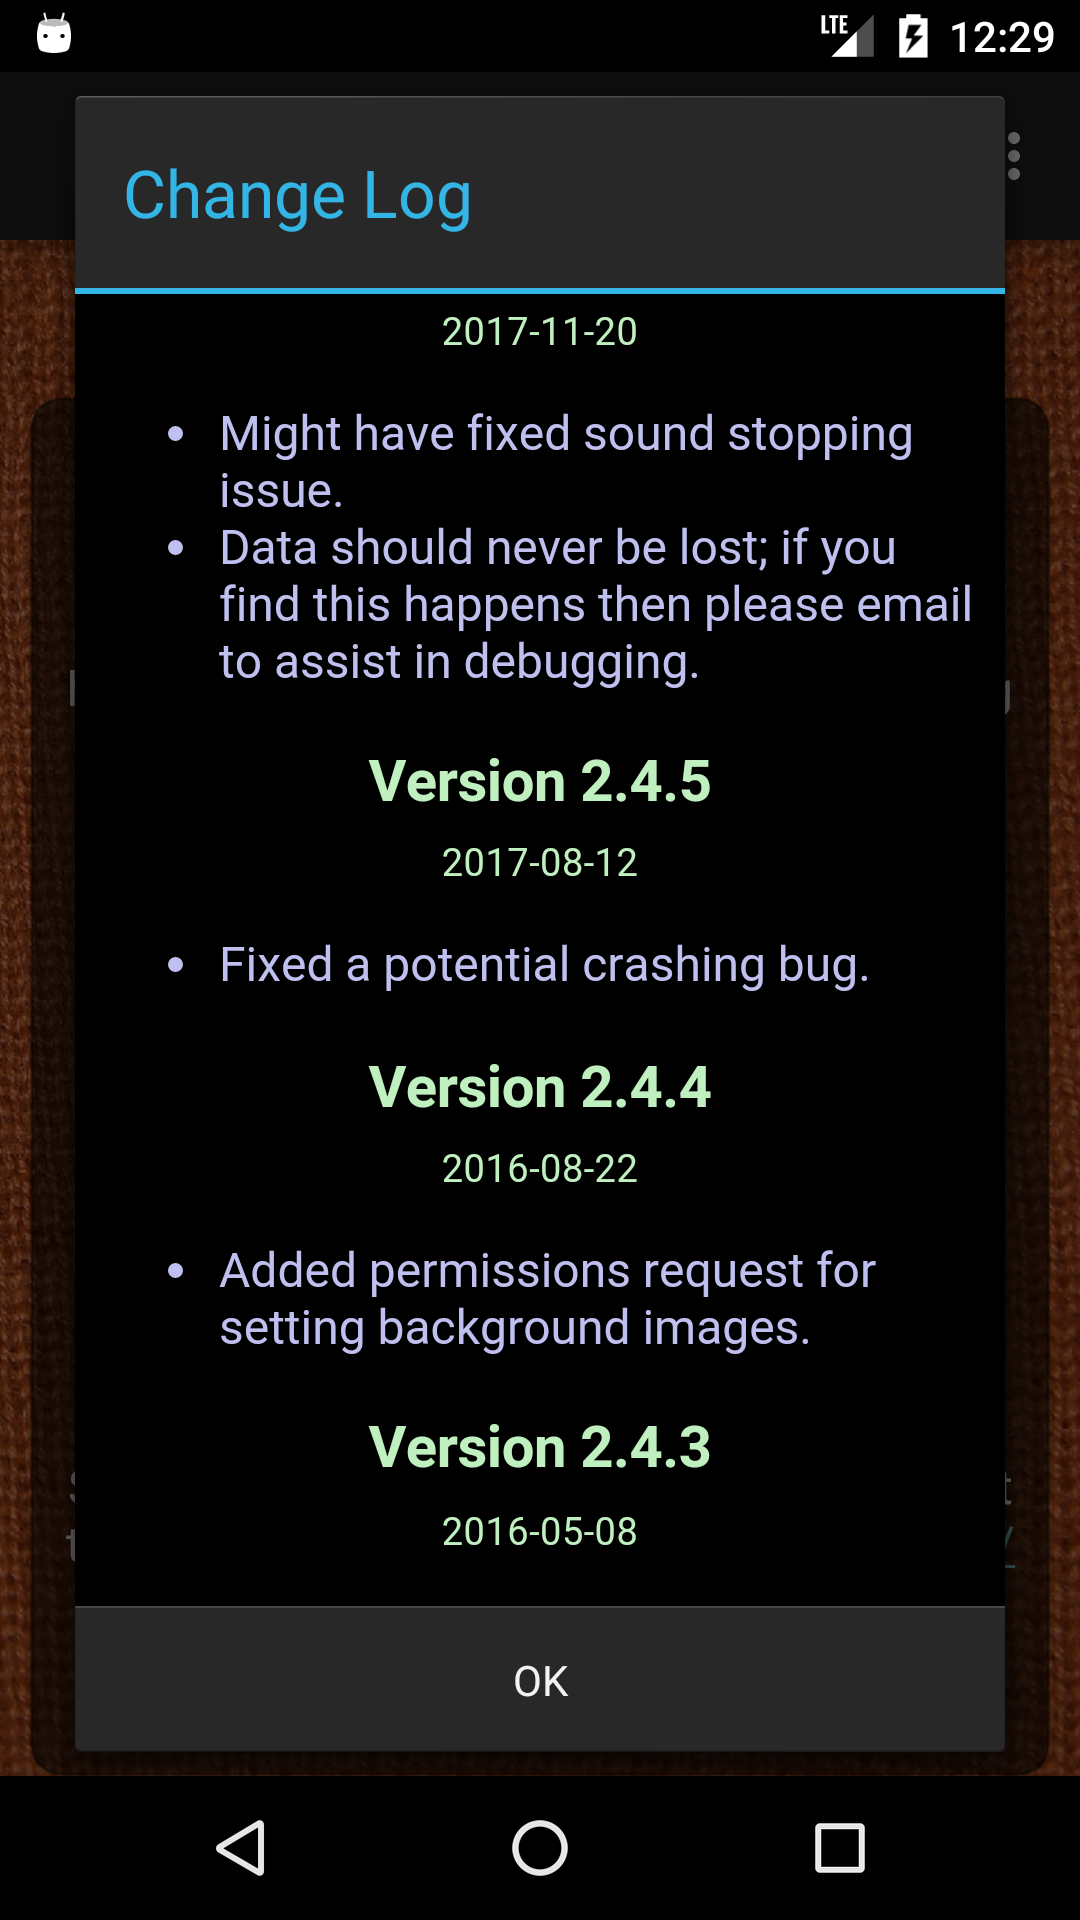 LTE 12:29
Change Log
2017-11-20
• Might have fixed sound stopping
issue.
• Data should never be lost; if you
find this happens then please email
to assist in debugging.
Version 2.4.5
2017-08-12
• Fixed a potential crashing bug.
Version 2.4.4
2016-08-22
• Added permissions request for
setting background images.
Version 2.4.3
2016-05-08
OK